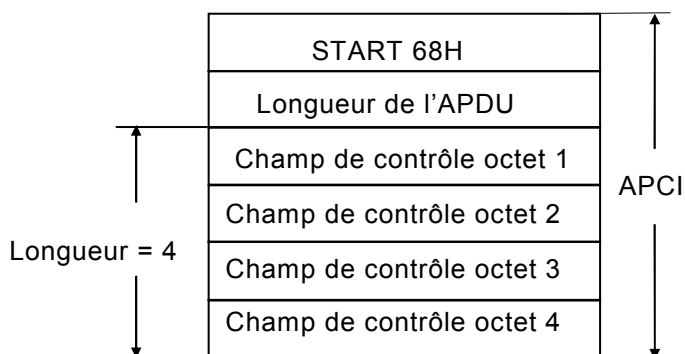 START 68H
Longueur de l’APDU
Champ de contrôle octet 1
APCI
Champ de contrôle octet 2
Longueur = 4
Champ de contrôle octet 3
Champ de contrôle octet 4